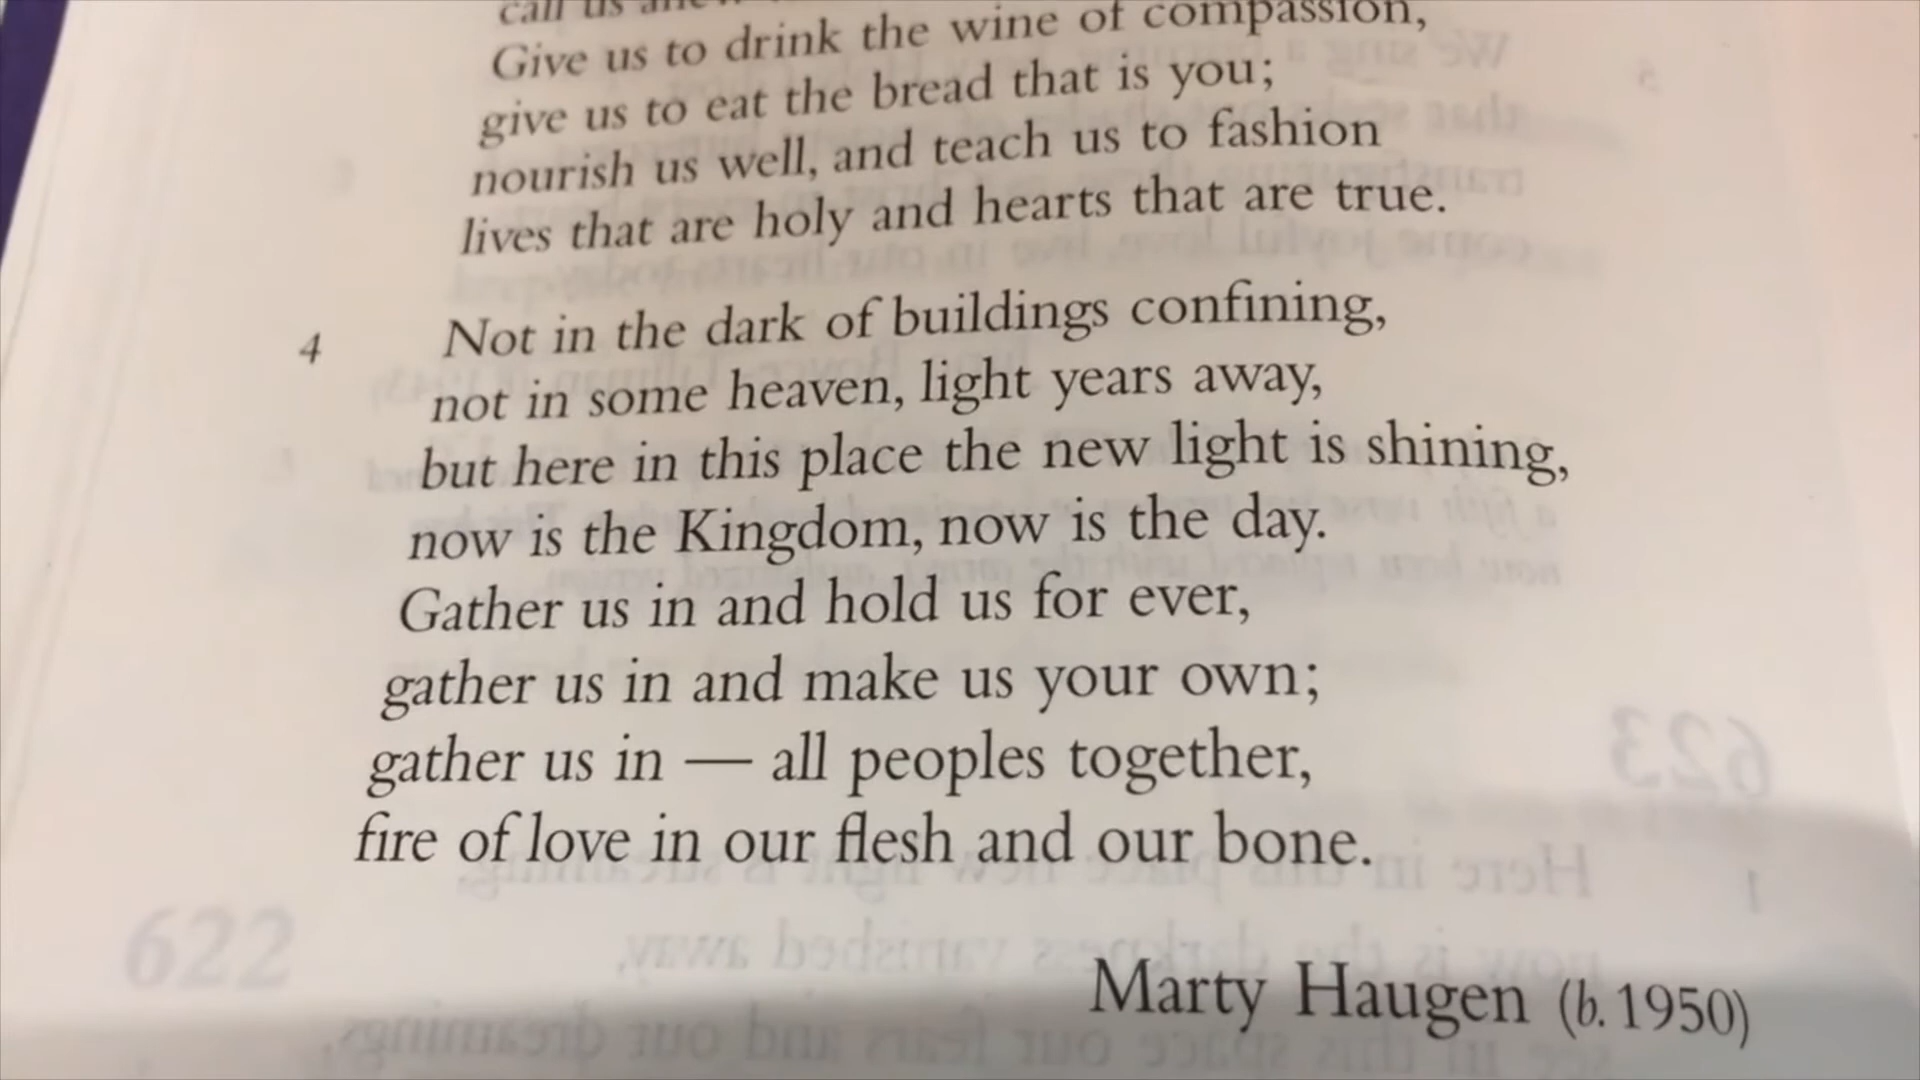 call us
Give us to drink the wine of compassion,
give us to eat the bread that is you;
nourish us well, and teach us to fashion
lives that are holy and hearts that are true.
4 Not in the dark of buildings confining,
not in some heaven, light years away,
but here in this place the new light is shining,
now is the Kingdom, now is the day.
Gather us in and hold us for ever,
gather us in and make us your own;
gather us in — all peoples together,
fire of love in our flesh and our bone.
Marty Haugen (b. 1950)
622
623